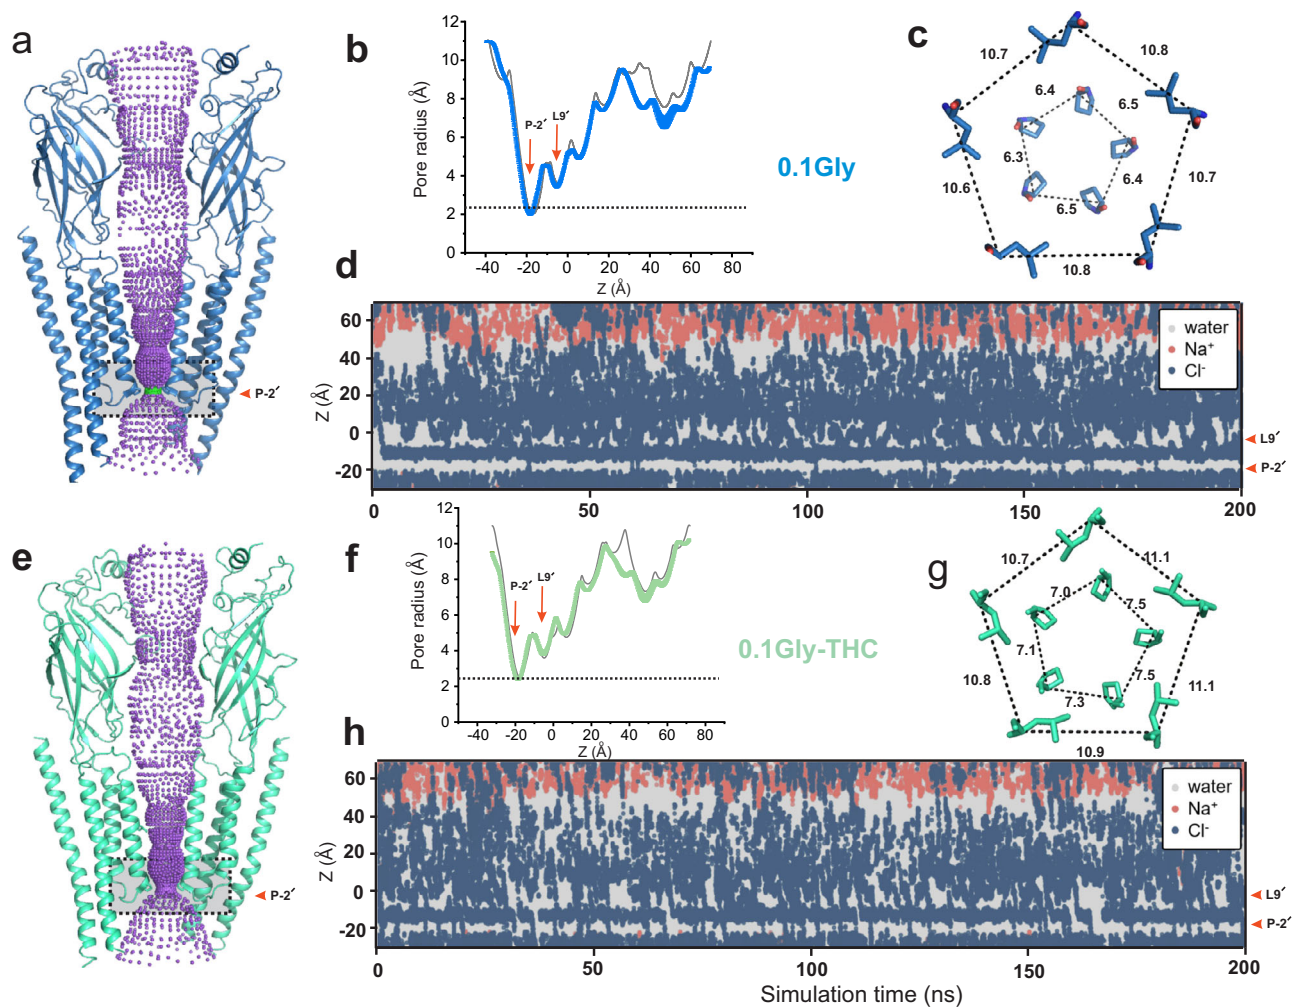 a
P-2′
b
12
10
8
6
4
2
0
Pore radius (Å)
P-2′
L9′
-40
-20
0
20
40
60
80
Z (Å)
0.1Gly
c
10.7
10.8
6.4
6.5
6.3
6.4
10.6
10.7
6.5
10.8
d
60
40
20
0
-20
Z (Å)
water
Na⁺
Cl⁻
L9′
P-2′
0
50
100
150
200
e
P-2′
f
12
10
8
6
4
2
0
Pore radius (Å)
P-2′
L9′
-40
-20
0
20
40
60
80
Z (Å)
0.1Gly-THC
g
10.7
11.1
7.0
7.5
7.1
7.5
10.8
11.1
7.3
10.9
h
60
40
20
0
-20
Z (Å)
water
Na⁺
Cl⁻
L9′
P-2′
0
50
100
150
200
Simulation time (ns)